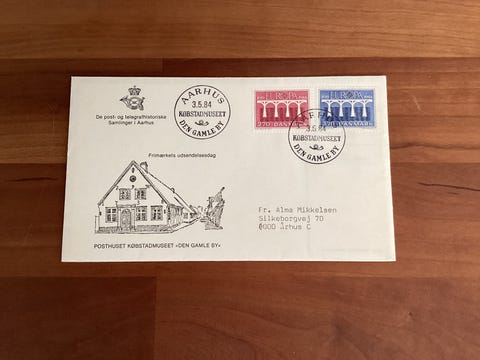 De post- og telegrafhistoriske
Samlinger i Aarhus
AARHUS
3.5.84
KØBSTADMUSEET
DEN GAMLE BY
EUROPA
DANMARK
EUROPA
DANMARK
AARHUS
3.5.84
KØBSTADMUSEET
DEN GAMLE BY
Frimærkets udsendelsesdag
Fr. Alma Mikkelsen
Silkeborgvej 70
8000 Århus C
POSTHUSET KØBSTADMUSEET »DEN GAMLE BY«